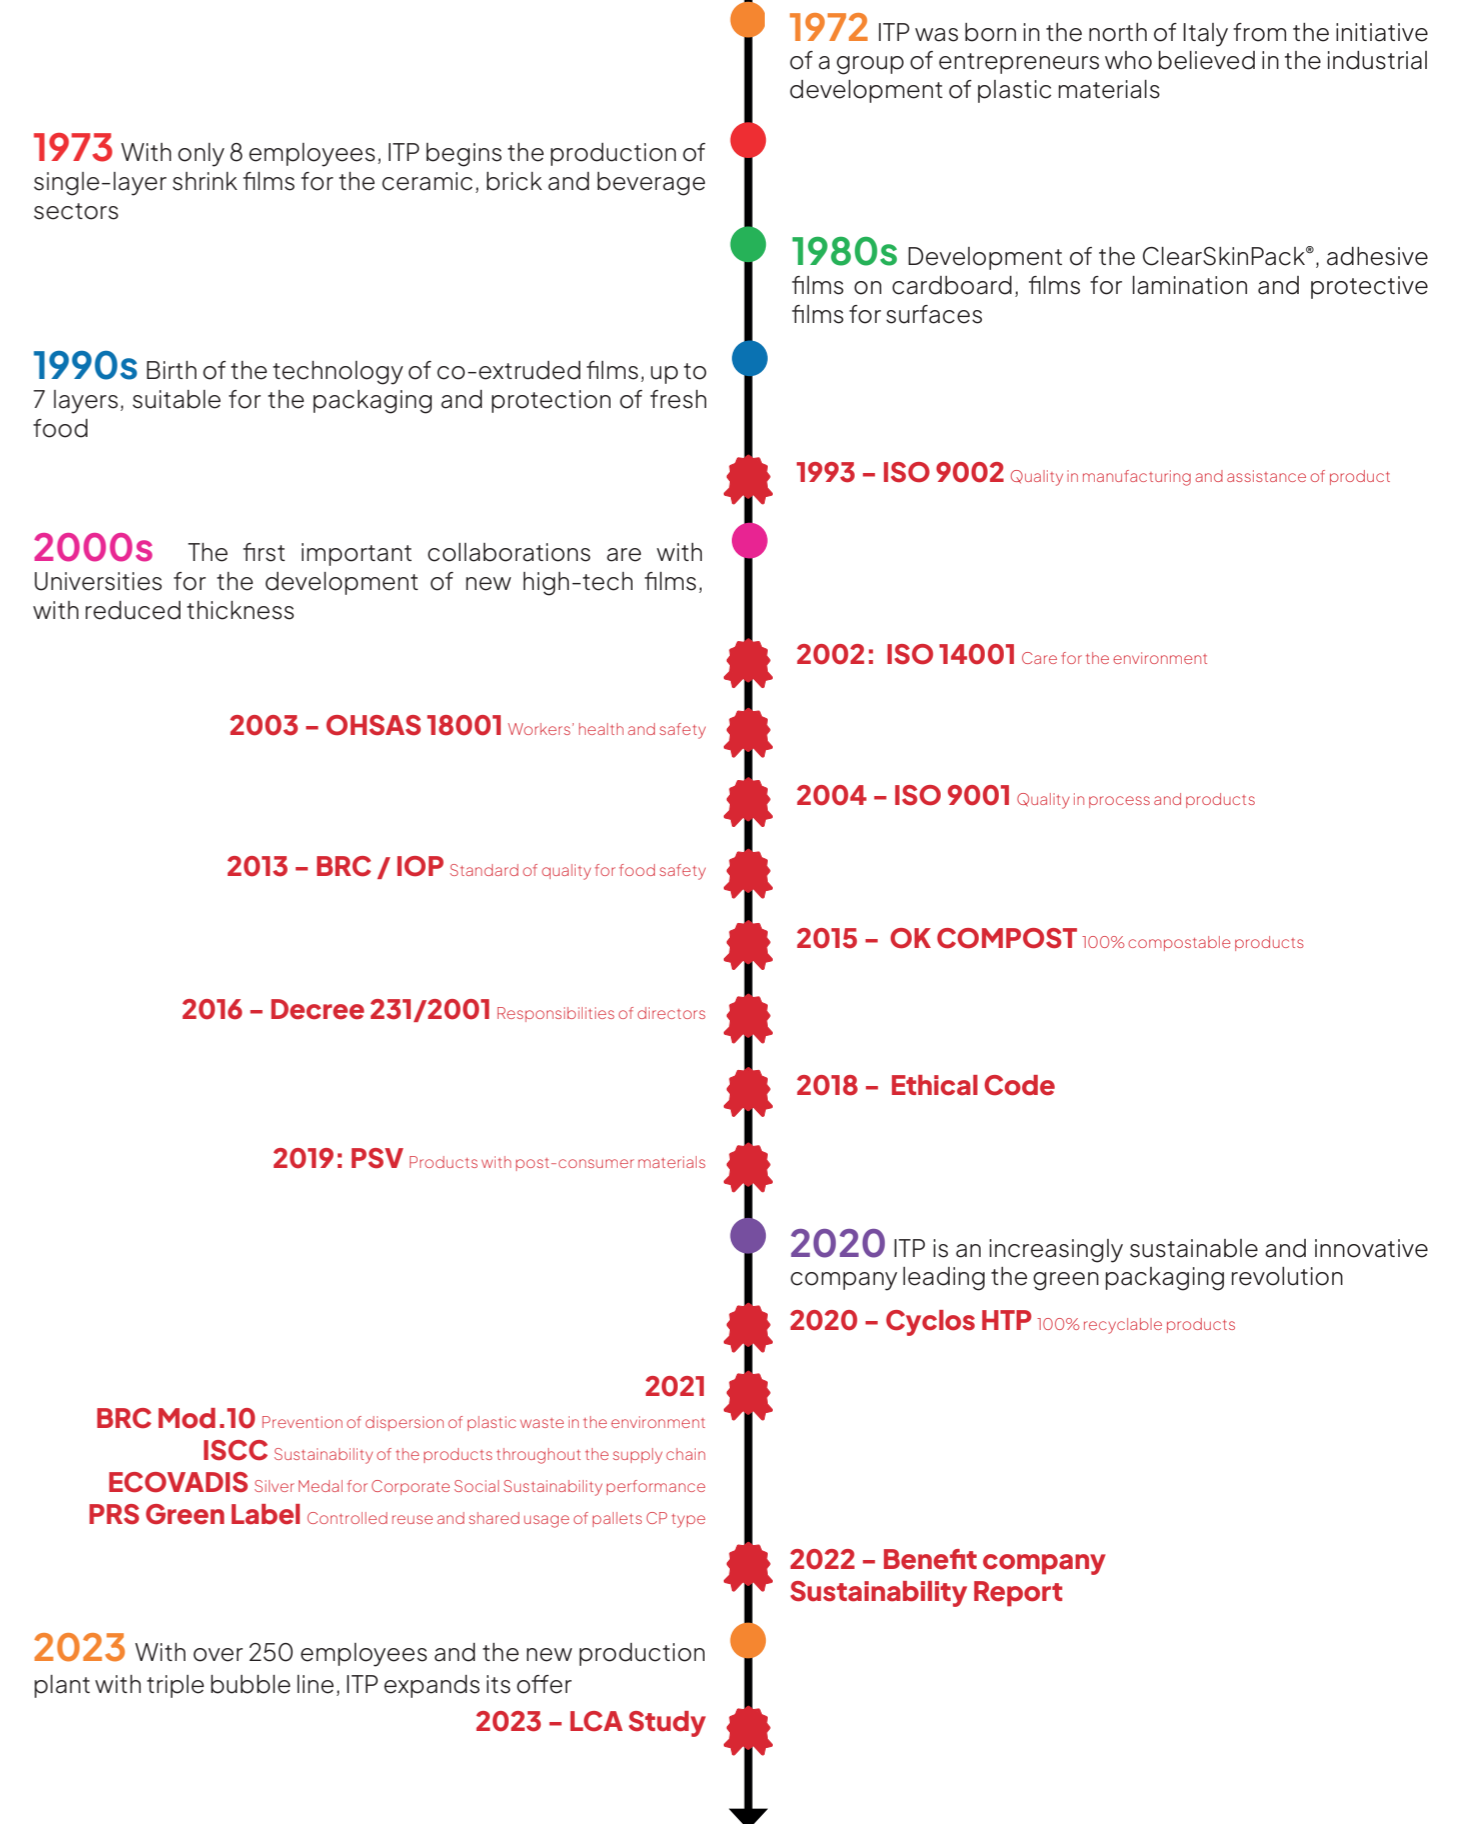 1972 ITP was born in the north of Italy from the initiative
of a group of entrepreneurs who believed in the industrial
development of plastic materials
1973 With only 8 employees, ITP begins the production of
single-layer shrink films for the ceramic, brick and beverage
sectors
1980s Development of the ClearSkinPack®, adhesive
films on cardboard, films for lamination and protective
films for surfaces
1990s Birth of the technology of co-extruded films, up to
7 layers, suitable for the packaging and protection of fresh
food
1993 – ISO 9002 Quality in manufacturing and assistance of product
2000s The first important collaborations are with
Universities for the development of new high-tech films,
with reduced thickness
2002: ISO 14001 Care for the environment
2003 – OHSAS 18001 Workers' health and safety
2004 – ISO 9001 Quality in process and products
2013 – BRC / IOP Standard of quality for food safety
2015 – OK COMPOST 100% compostable products
2016 – Decree 231/2001 Responsibilities of directors
2018 – Ethical Code
2019: PSV Products with post-consumer materials
2020 ITP is an increasingly sustainable and innovative
company leading the green packaging revolution
2020 – Cyclos HTP 100% recyclable products
2021
BRC Mod.10 Prevention of dispersion of plastic waste in the environment
ISCC Sustainability of the products throughout the supply chain
ECOVADIS Silver Medal for Corporate Social Sustainability performance
PRS Green Label Controlled reuse and shared usage of pallets CP type
2022 – Benefit company
Sustainability Report
2023 With over 250 employees and the new production
plant with triple bubble line, ITP expands its offer
2023 – LCA Study